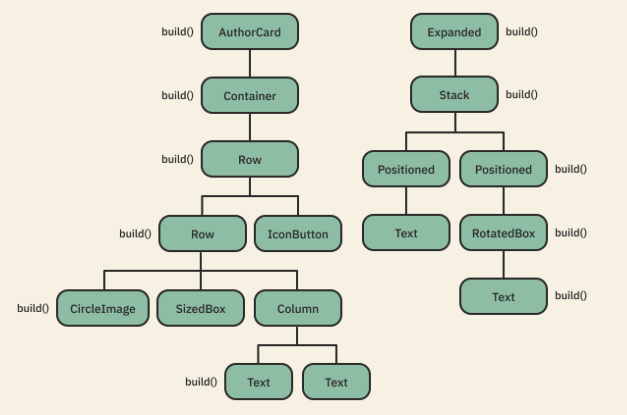 build() AuthorCard
Expanded build()
build() Container
Stack build()
build() Row
Positioned Positioned build()
build() Row IconButton
Text RotatedBox build()
build() CircleImage SizedBox Column
Text build()
build() Text Text